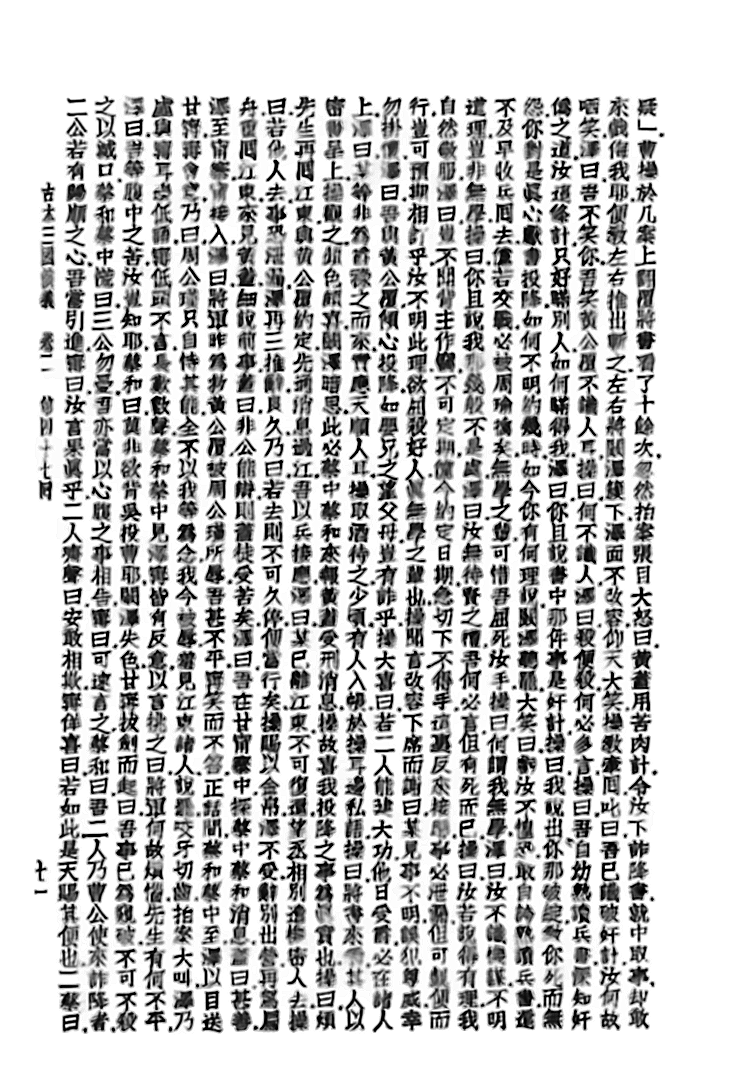 疑」曹操於几案上翻覆將書看了十餘次忽然拍案張目大怒曰黃蓋用苦肉計令汝下詐降書就中取事却敢
來戲侮我耶便教左右推出斬之左右將闞澤簇下澤面不改容仰天大笑操教牽回叱曰吾已識破奸計汝何故
哂笑澤曰吾不笑你吾笑黃公覆不識人耳操曰何不識人澤曰殺便殺何必多言操曰吾自幼熟讀兵書深知奸
僞之道汝這條計只好瞞別人如何瞞得我澤曰你且說書中那件事是奸計操曰我說出你那破綻教你死而無
怨你對是眞心獻書投降如何不明約幾時如今你有何理說闞澤聽罷大笑曰虧汝不惶恐敢自誇熟讀兵書還
不及早收兵回去儻若交戰必被周瑜擒矣無學之輩可惜吾屈死汝手操曰何謂我無學澤曰汝不識機謀不明
道理豈非無學操曰你且說我那幾般不是處澤曰汝無待賢之禮吾何必言但有死而已操曰汝若說得有理我
自然敬服澤曰豈不聞背主作竊不可定期儻今約定日期急切下不得手這裏反來接應事必泄漏但可覷便而
行豈可預期相訂乎汝不明此理欲屈殺好人眞無學之輩也操聞言改容下席而謝曰某見事不明誤犯尊威幸
勿掛懷澤曰吾與黃公覆傾心投降如嬰兒之望父母豈有詐乎操大喜曰若二人能建大功他日受爵必在諸人
上澤曰某等非爲爵祿之而來實應天順人耳操取酒待之少頃有人入帳於操耳邊私語操曰將書來看其人以
密書呈上操觀之顏色頗喜闞澤暗思此必蔡中蔡和來報黃蓋受刑消息操故喜我投降之事爲眞實也操曰煩
先生再回江東與黃公覆約定先通消息過江吾以兵接應澤曰某已離江東不可復還望丞相別遣機密人去操
曰若他人去事恐泄漏澤再三推辭良久乃曰若去則不可久停便當行矣操賜以金帛澤不受辭別出營再駕扁
舟重回江東來見黃蓋細說前事蓋曰非公能辯則蓋徒受苦矣澤曰吾在甘甯寨中探蔡中蔡和消息蓋曰甚善
澤至甯寨甯接入澤曰將軍昨爲救黃公覆被周公瑾所辱吾甚不平甯笑而不答正話間蔡和蔡中至澤以目送
甘甯甯會意乃曰周公瑾只自恃其能全不以我等爲念我今被辱羞見江東諸人說罷咬牙切齒拍案大叫澤乃
虛與甯耳邊低語甯低頭不言長歎數聲蔡和蔡中見澤甯皆有反意以言挑之曰將軍何故煩惱先生有何不平
澤曰吾等腹中之苦汝豈知耶蔡和曰莫非欲背吳投曹耶闞澤失色甘甯拔劍而起曰吾事已爲窺破不可不殺
之以滅口蔡和蔡中慌曰二公勿憂吾亦當以心腹之事相告甯曰可速言之蔡和曰吾二人乃曹公使來詐降者
二公若有歸順之心吾當引進甯曰汝言果眞乎二人齊聲曰安敢相欺甯佯喜曰若如此是天賜其便也二蔡曰
古本三國演義 卷二 第四十七回 七一